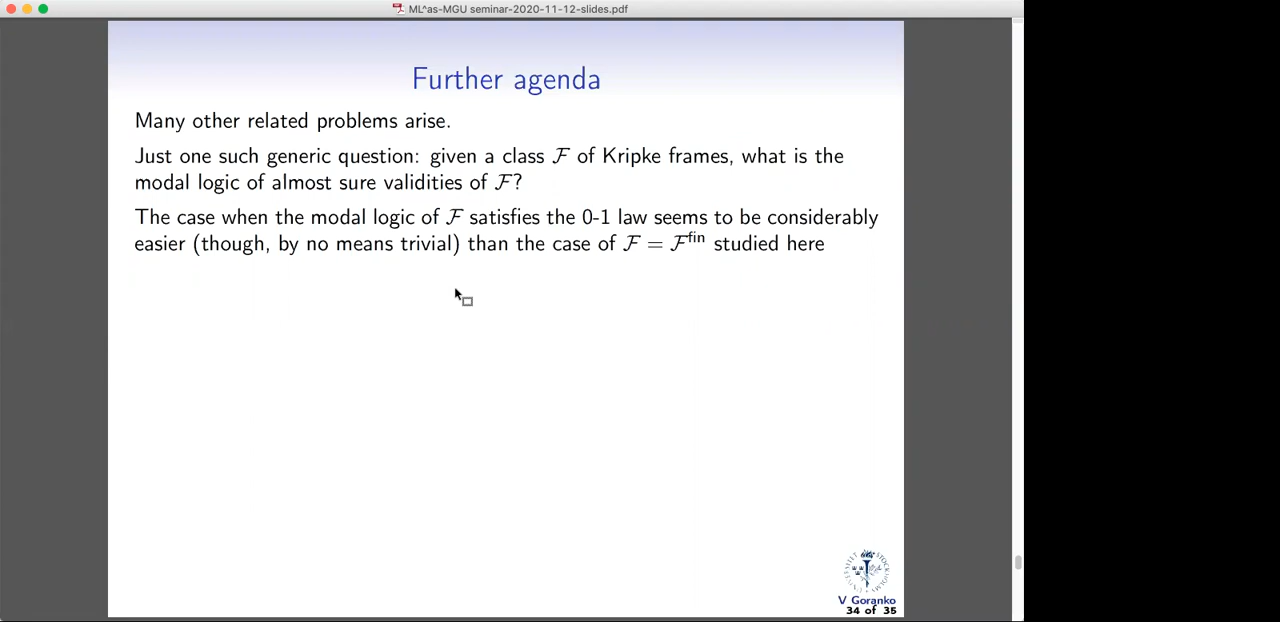 ML^as-MGU seminar-2020-11-12-slides.pdf
Further agenda
Many other related problems arise.
Just one such generic question: given a class ℱ of Kripke frames, what is the
modal logic of almost sure validities of ℱ?
The case when the modal logic of ℱ satisfies the 0-1 law seems to be considerably
easier (though, by no means trivial) than the case of ℱ = ℱ^fin studied here
V Goranko
34 of 35